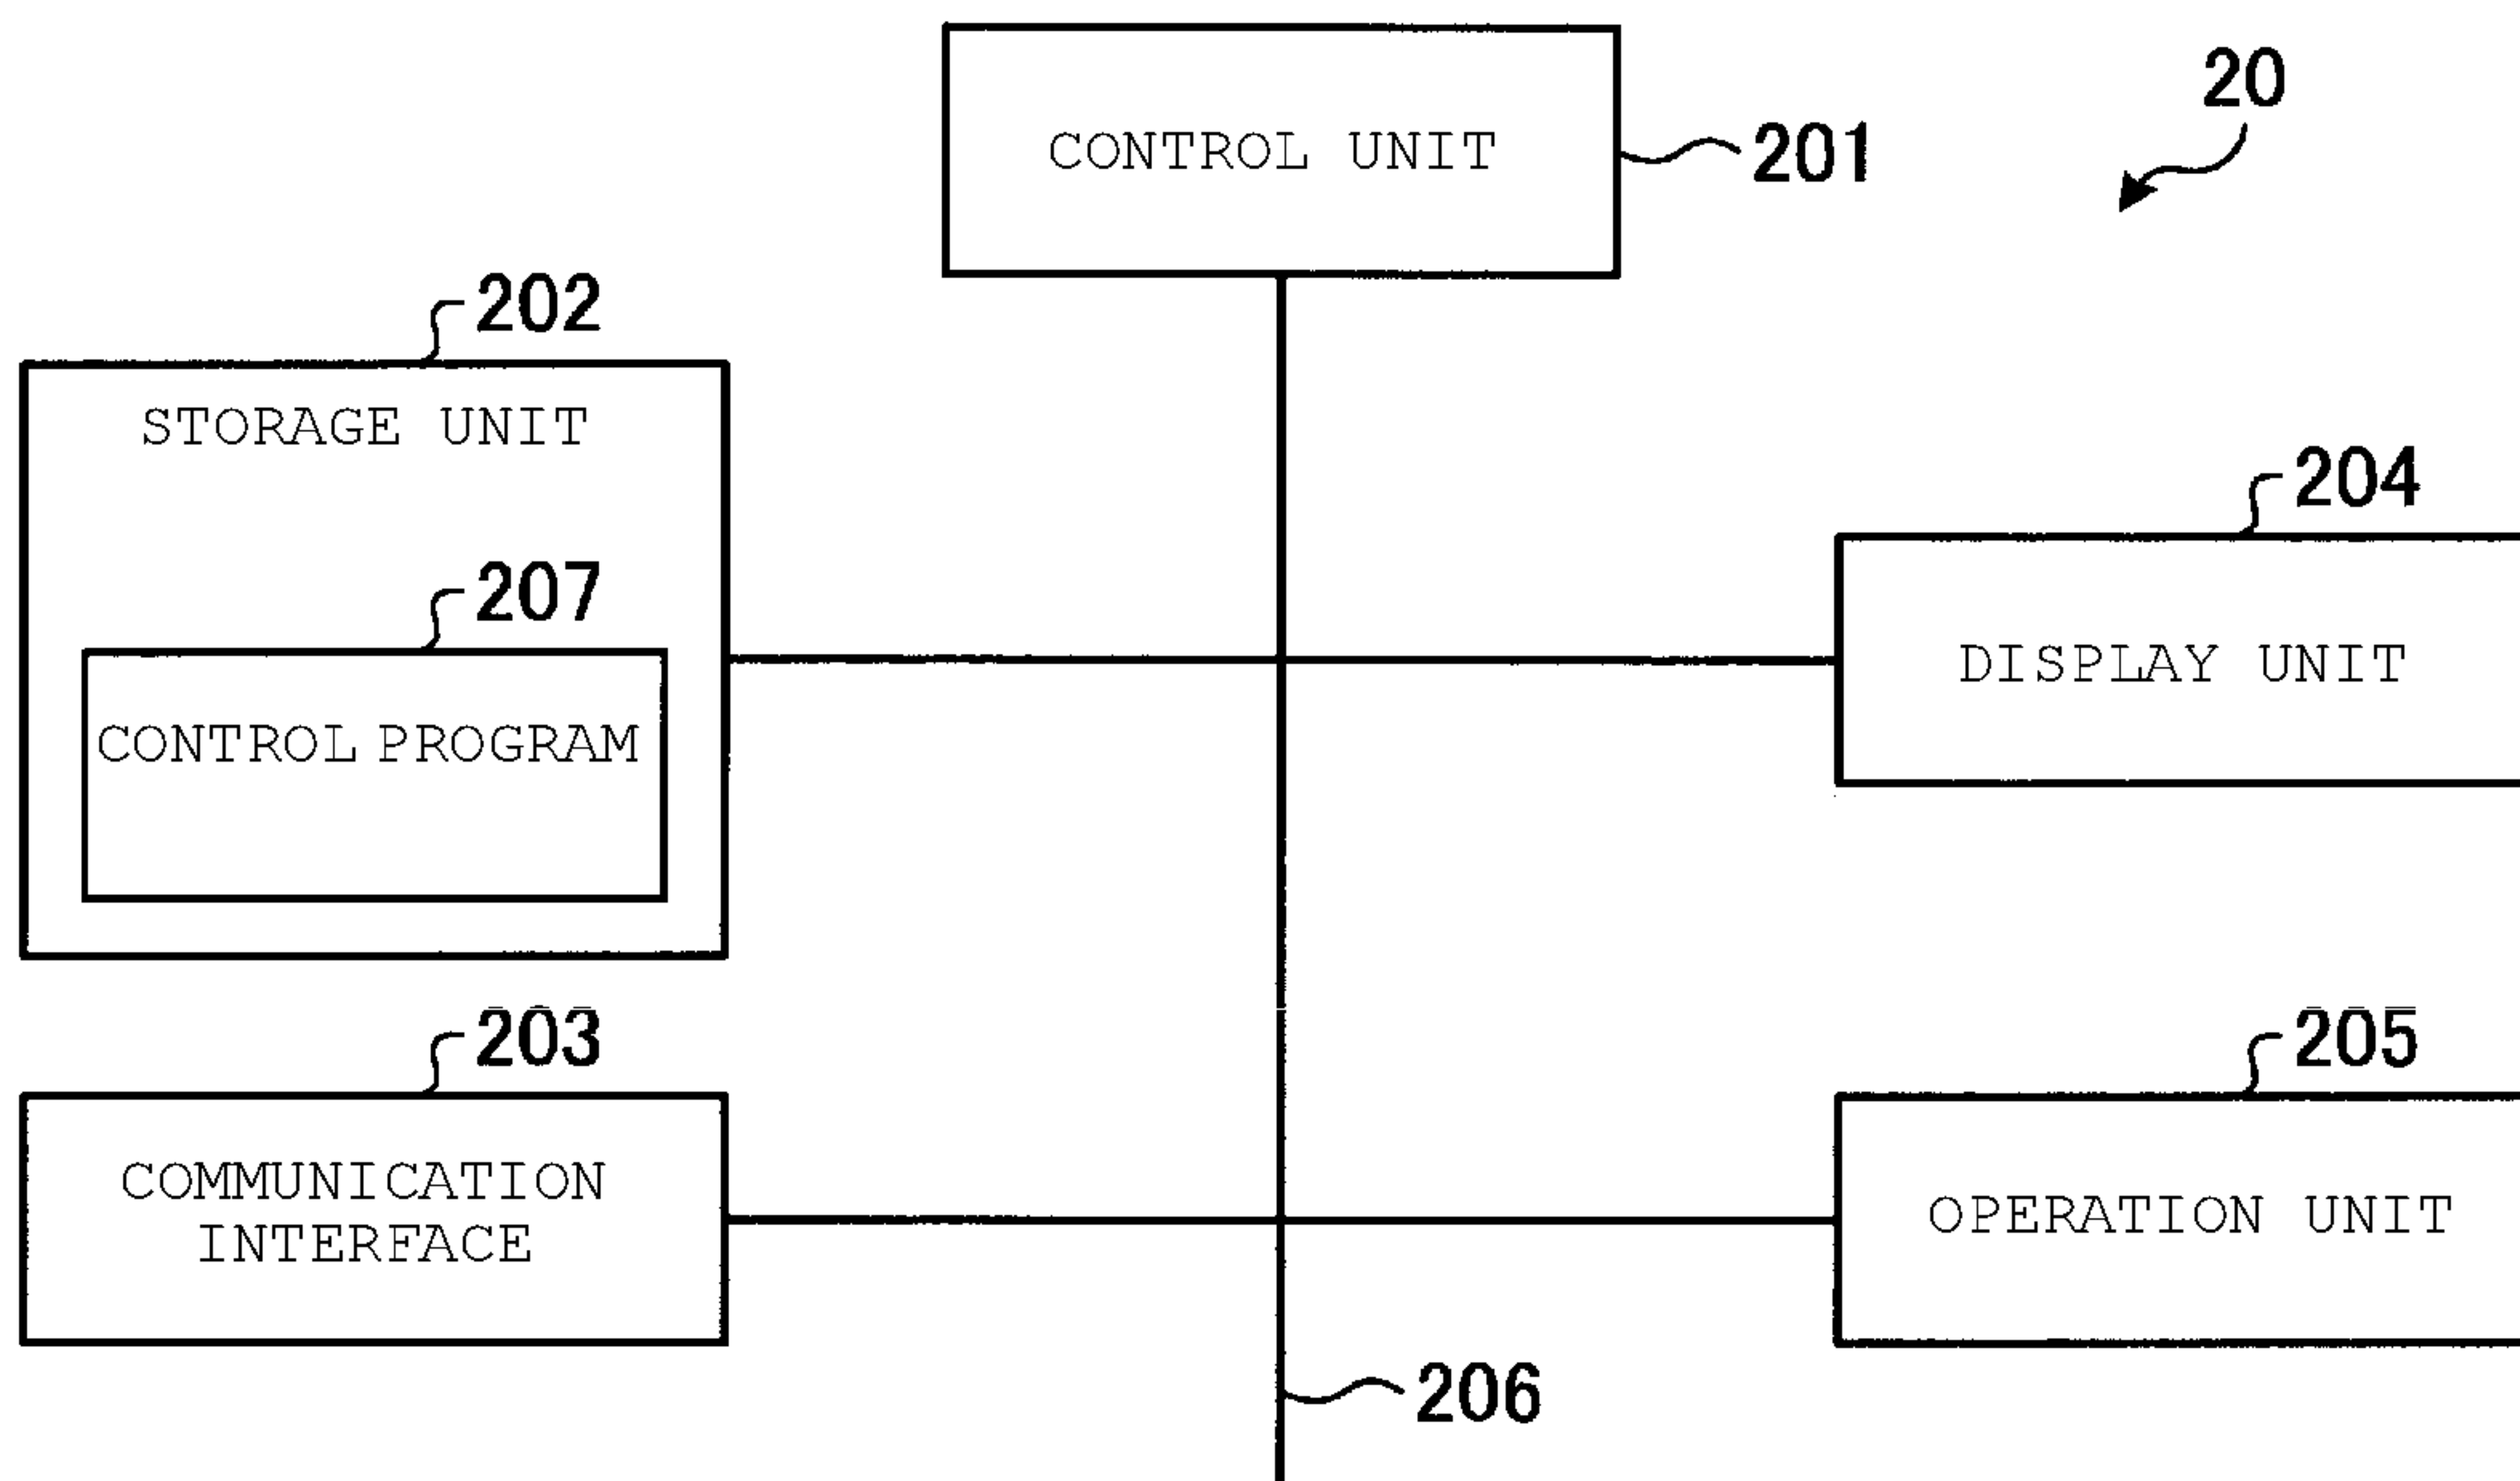 20
CONTROL UNIT
201
202
STORAGE UNIT
204
207
DISPLAY UNIT
CONTROL PROGRAM
203
205
COMMUNICATION
INTERFACE
OPERATION UNIT
206